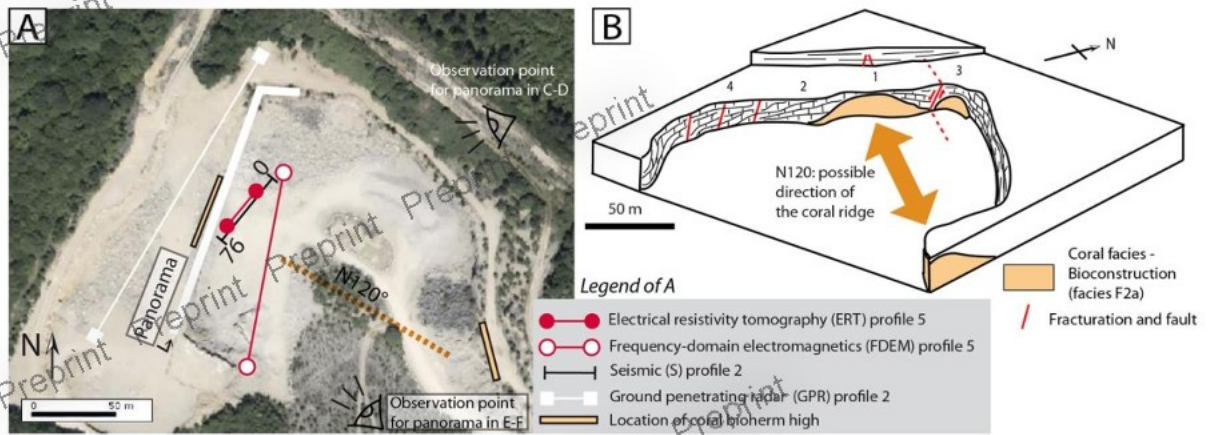 A
Observation point
for panorama in C-D
0
76
Panorama
N120°
N
0 50 m
Observation point
for panorama in E-F
B
N
4
2
1
3
N120: possible
direction of
the coral ridge
50 m
Coral facies -
Bioconstruction
(facies F2a)
Fracturation and fault
Legend of A
Electrical resistivity tomography (ERT) profile 5
Frequency-domain electromagnetics (FDEM) profile 5
Seismic (S) profile 2
Ground penetrating radar (GPR) profile 2
Location of coral bioherm high
Preprint
Preprint
Preprint
Preprint
Preprint
Preprint
Preprint
Preprint
Preprint
Preprint